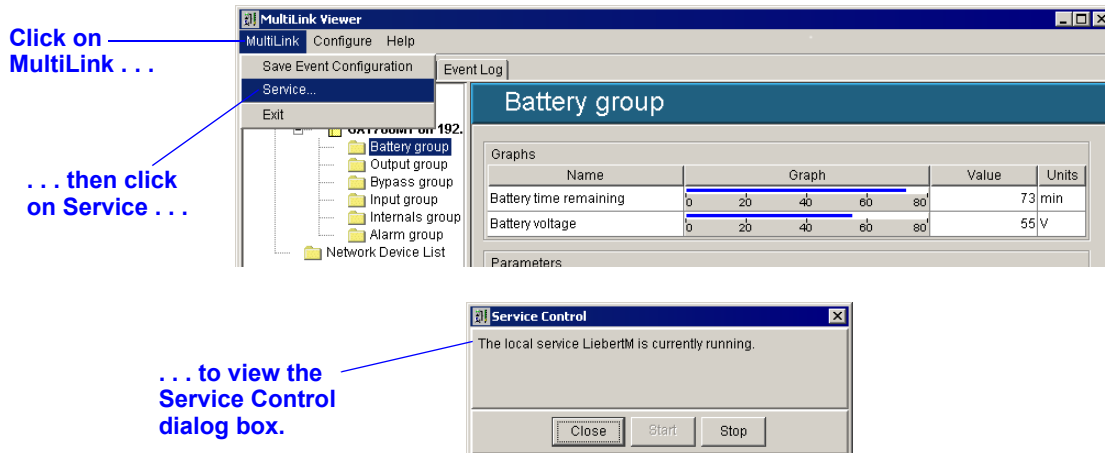 MultiLink Viewer
Click on
MultiLink . . .
MultiLink Configure Help
Save Event Configuration
Event Log
Service...
Exit
Battery group
192.
Battery group
Output group
Bypass group
Input group
Internals group
Alarm group
Network Device List
. . . then click
on Service . . .
Graphs
Name Graph Value Units
Battery time remaining 0 20 40 60 80 73 min
Battery voltage 0 20 40 60 80 55 V
Parameters
Service Control
The local service LiebertM is currently running.
. . . to view the
Service Control
dialog box.
Close Start Stop